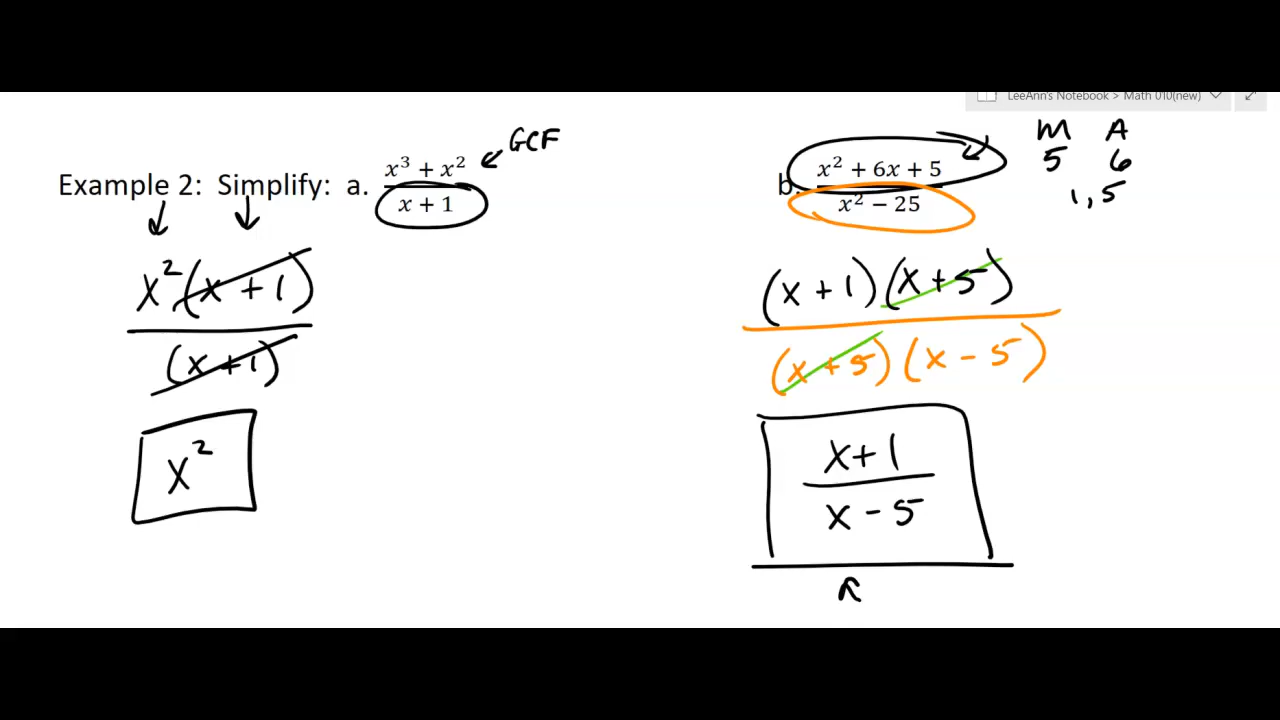 LeeAnn's Notebook > Math 010(new)
Example 2: Simplify: a. x³ + x² / x + 1
GCF
x²(x + 1)
(x + 1)
x²
b. x² + 6x + 5 / x² − 25
M A
5 6
1, 5
(x + 1)(x + 5)
(x + 5)(x − 5)
x + 1
x − 5